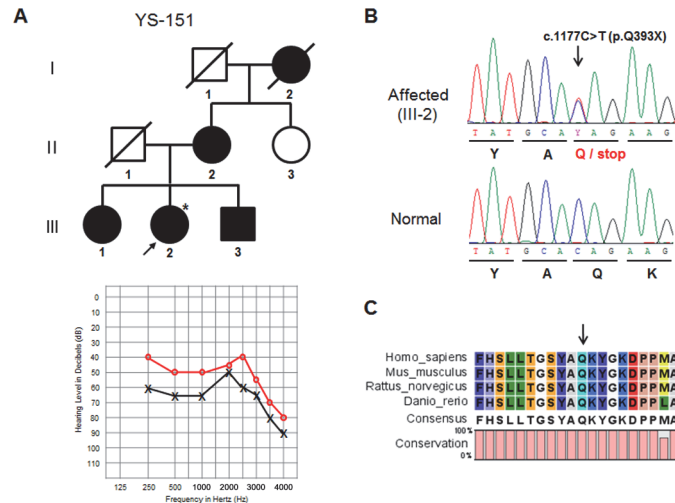 A
YS-151
I
1
2
II
1
2
3
III
*
1
2
3
0
10
20
30
40
50
60
70
80
90
100
110
Hearing Level in Decibels (dB)
125 250 500 1000 2000 3000 4000
Frequency in Hertz (Hz)
B
c.1177C>T (p.Q393X)
Affected
(III-2)
T A T G C A Y A G A A G
Y A Q / stop
Normal
T A T G C A C A G A A G
Y A Q K
C
Homo_sapiens FHSLLTGSYAQKYGKDPPMA
Mus_musculus FHSLLTGSYAQKYGKDPPMA
Rattus_norvegicus FHSLLTGSYAQKYGKDPPMA
Danio_rerio FHSLLTGSYAQKYGKDPPLA
Consensus FHSLLTGSYAQKYGKDPPMA
100%
Conservation
0%